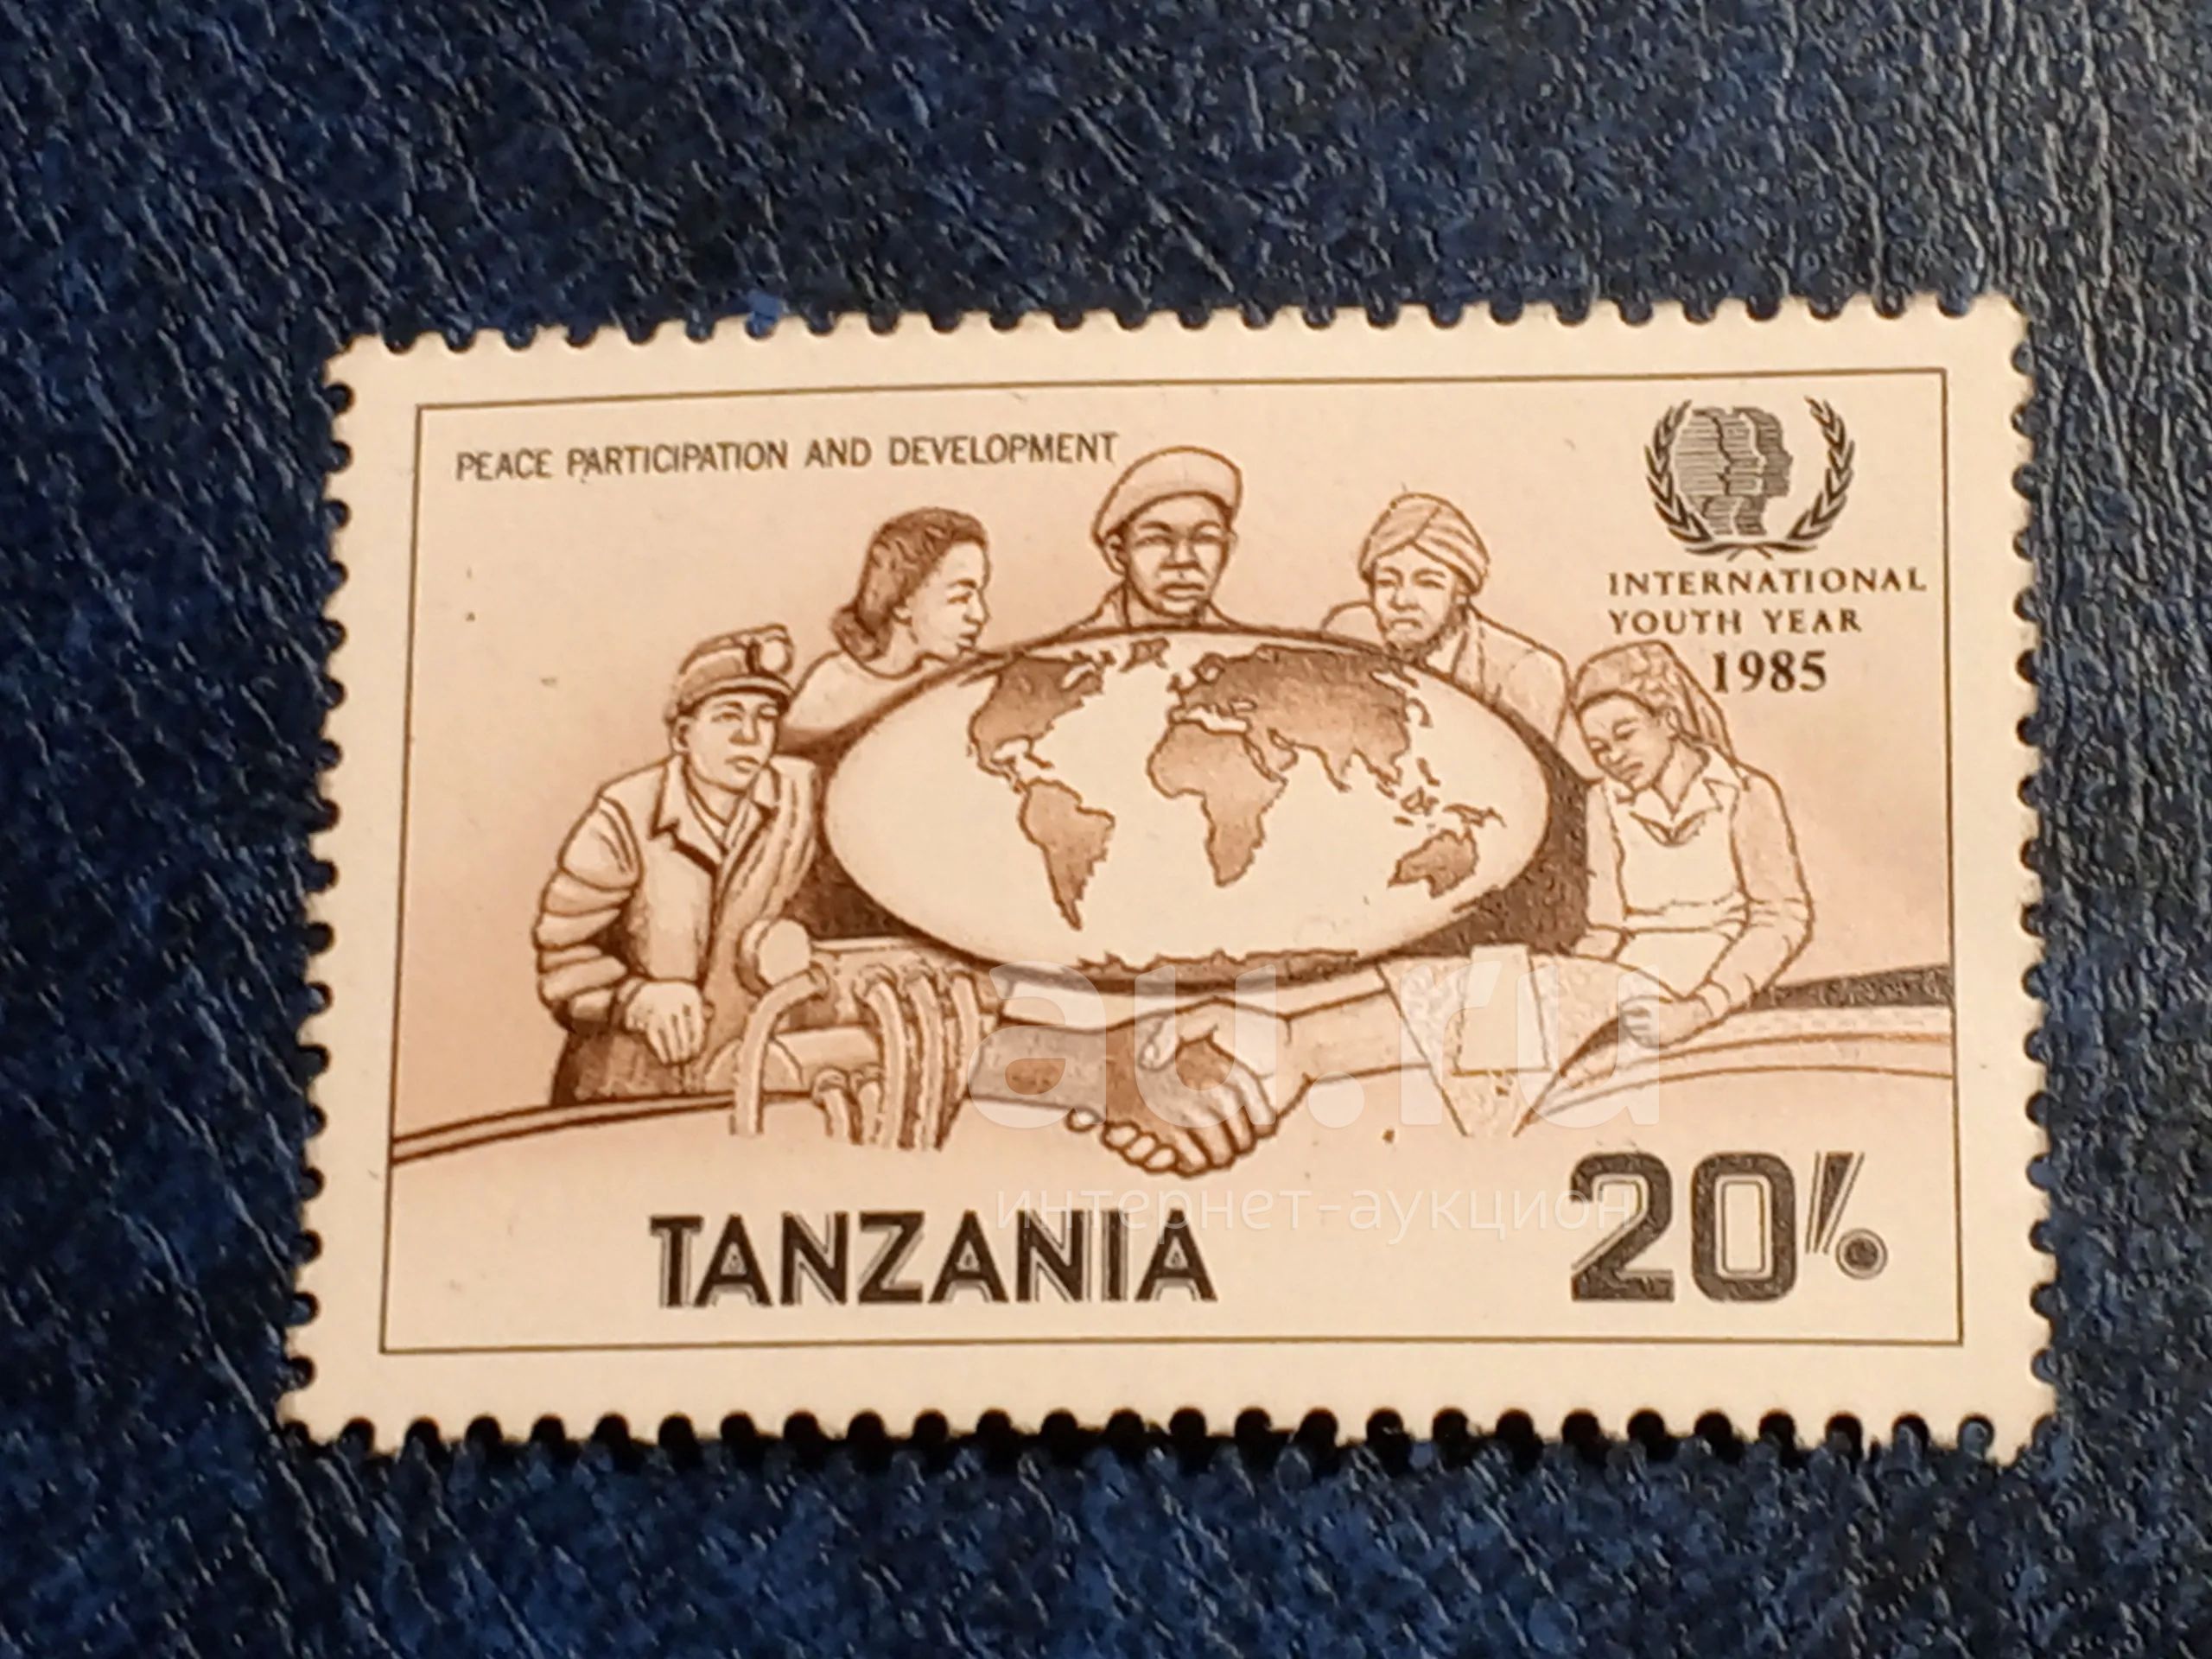 PEACE PARTICIPATION AND DEVELOPMENT
INTERNATIONAL
YOUTH YEAR
1985
au.ru
интернет-аукцион
TANZANIA
20/.